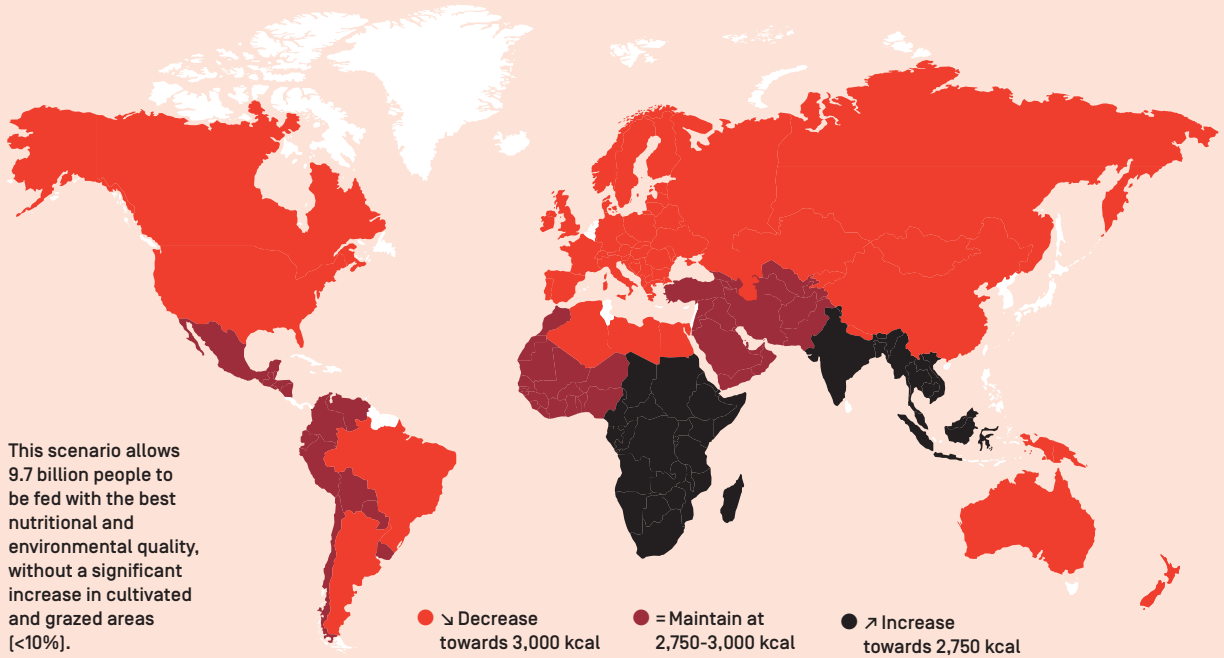 This scenario allows
9.7 billion people to
be fed with the best
nutritional and
environmental quality,
without a significant
increase in cultivated
and grazed areas
(<10%).
↘ Decrease
towards 3,000 kcal
= Maintain at
2,750-3,000 kcal
↗ Increase
towards 2,750 kcal